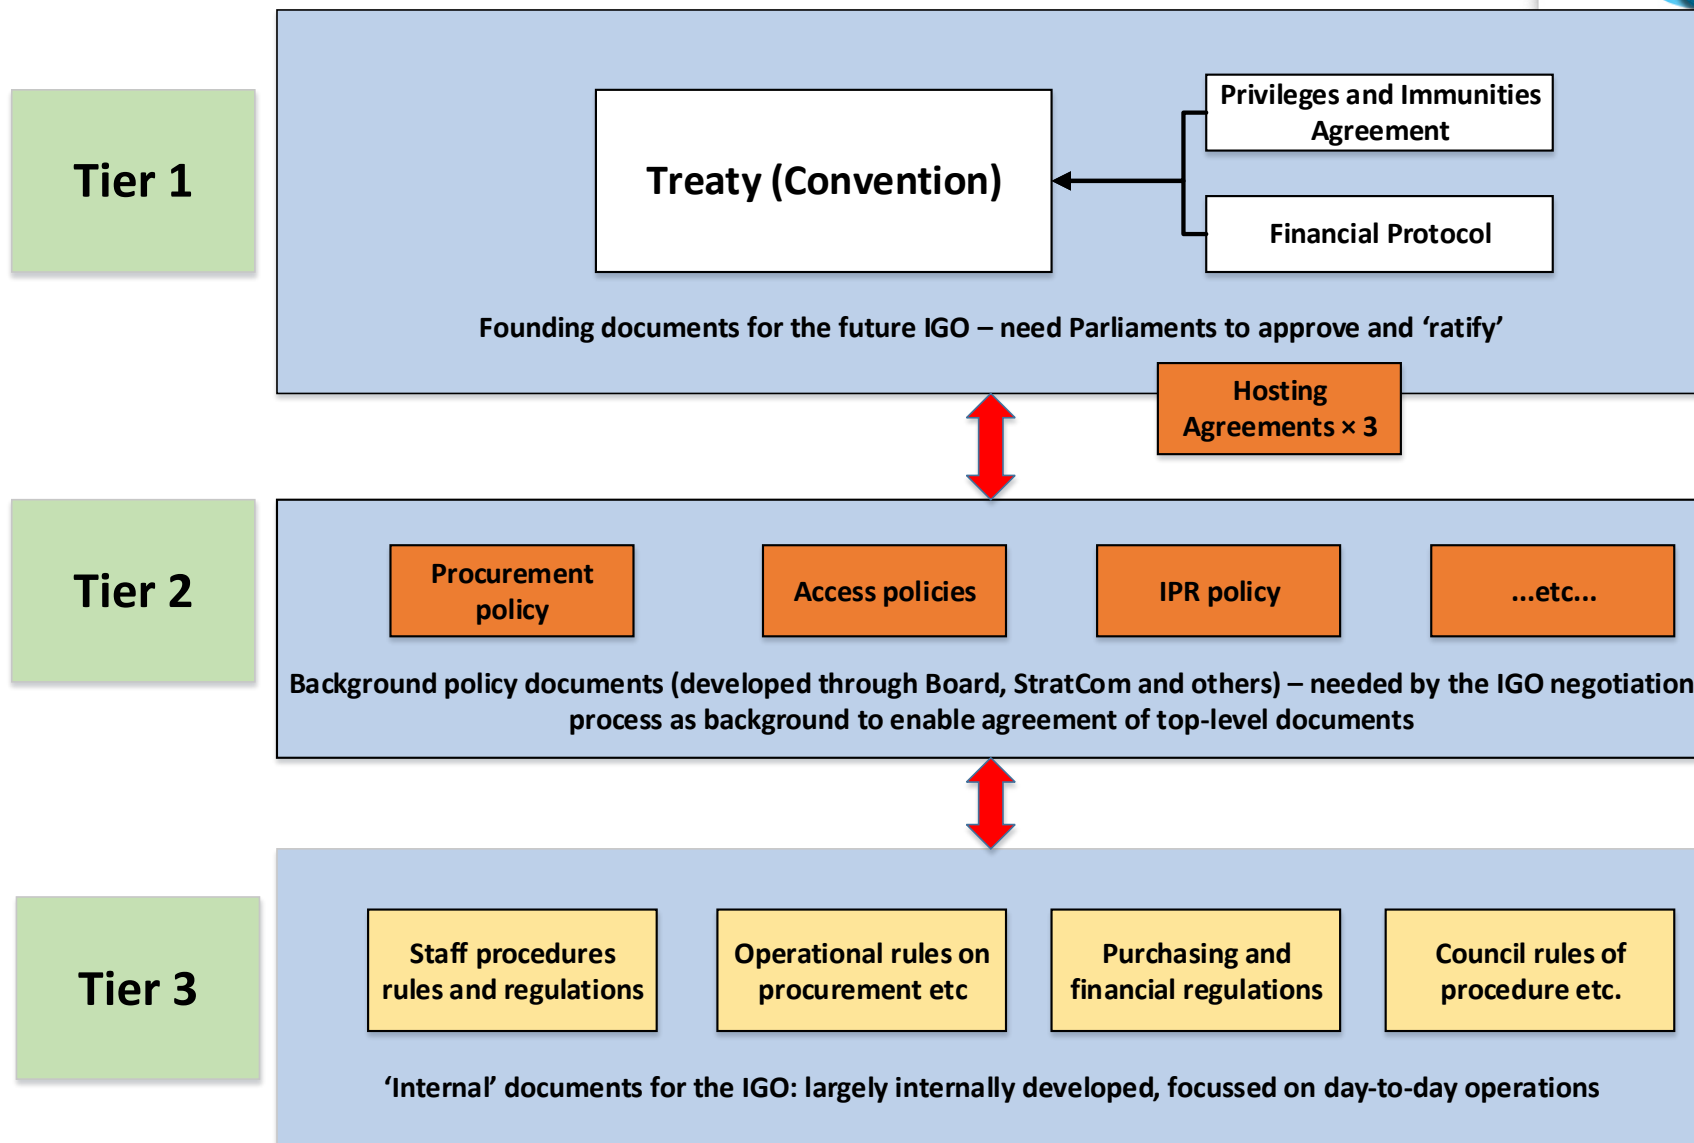 Tier 1
Treaty (Convention)
Privileges and Immunities
Agreement
Financial Protocol
Founding documents for the future IGO – need Parliaments to approve and ‘ratify’
Hosting
Agreements × 3
Tier 2
Procurement
policy
Access policies
IPR policy
...etc...
Background policy documents (developed through Board, StratCom and others) – needed by the IGO negotiation
process as background to enable agreement of top-level documents
Tier 3
Staff procedures
rules and regulations
Operational rules on
procurement etc
Purchasing and
financial regulations
Council rules of
procedure etc.
‘Internal’ documents for the IGO: largely internally developed, focussed on day-to-day operations